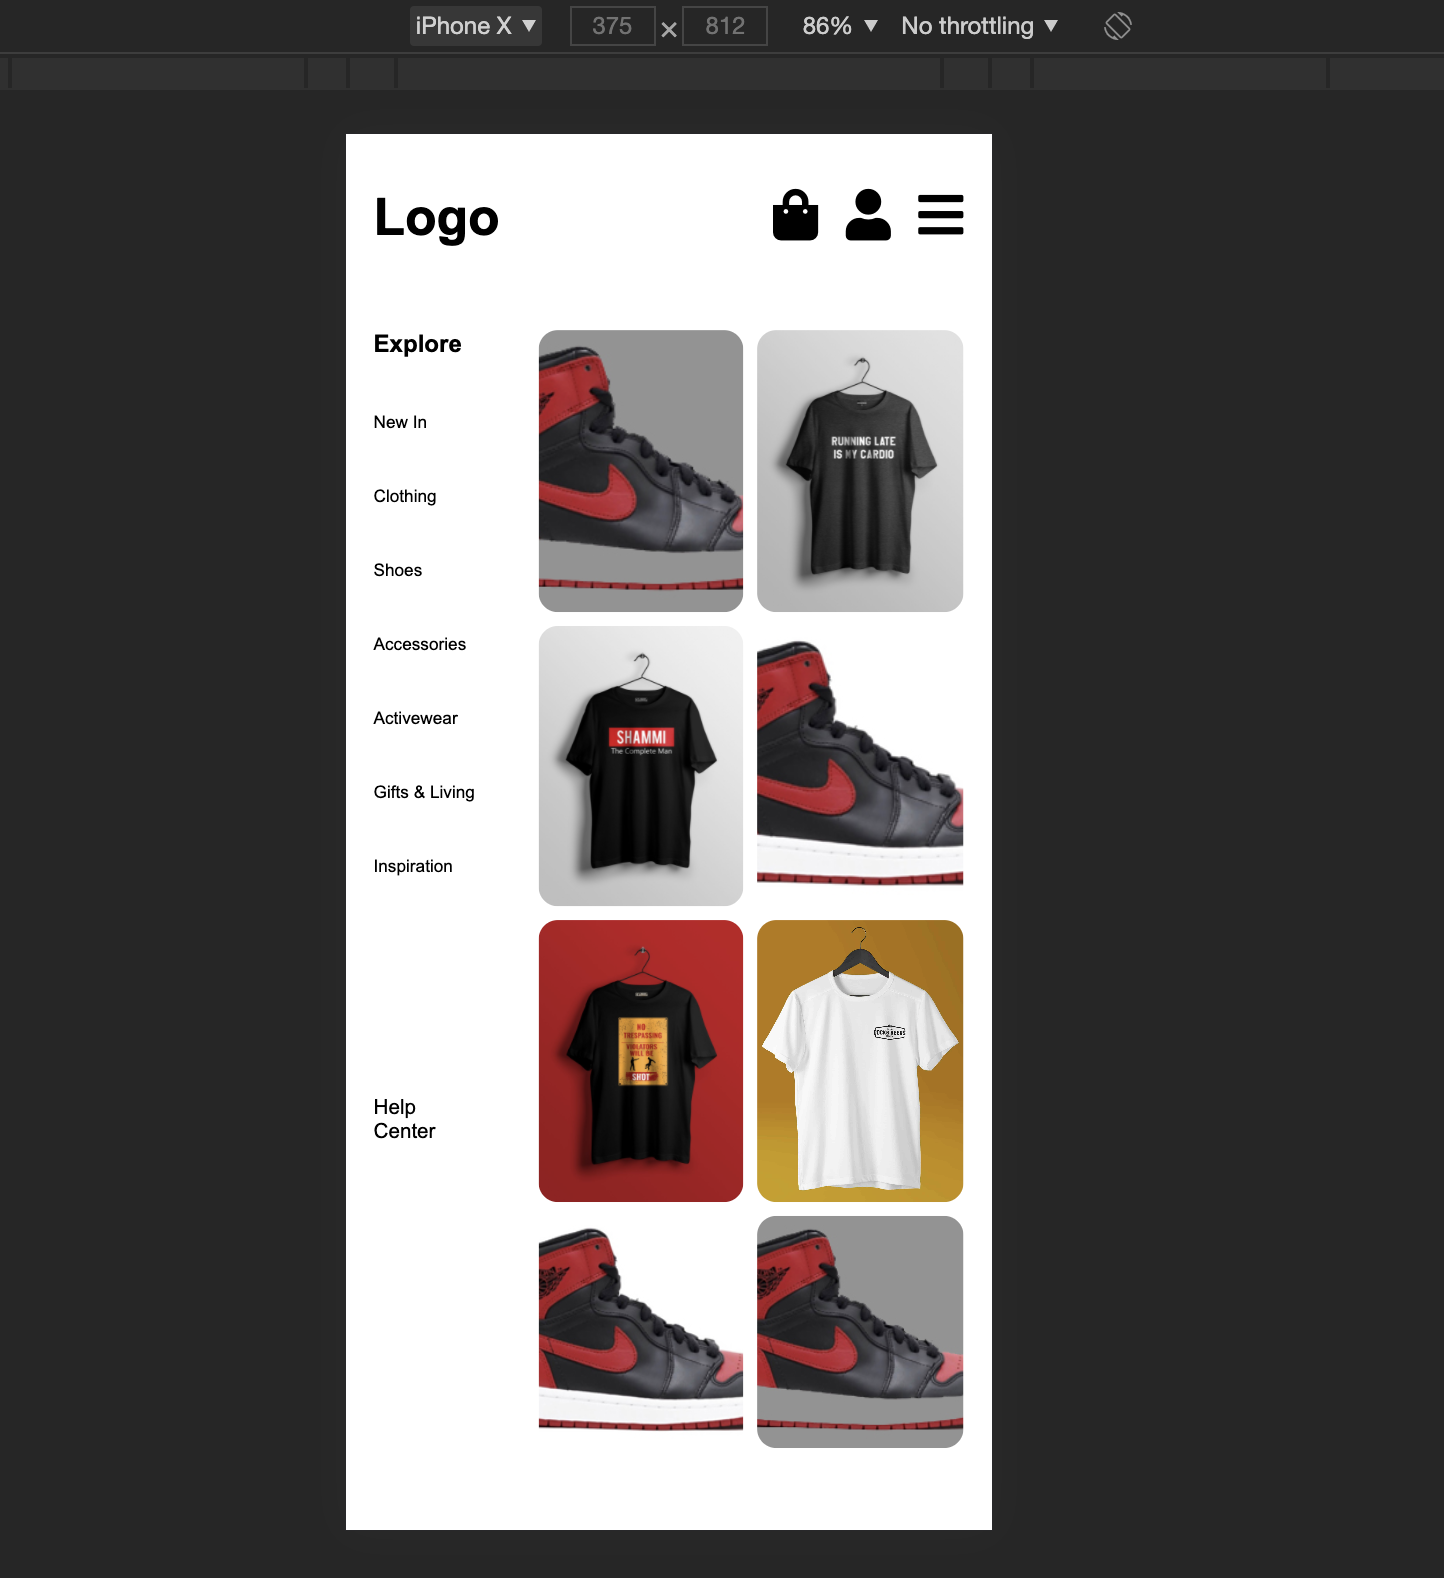 iPhone X 375 × 812 86% No throttling
Logo
Explore
New In
Clothing
Shoes
Accessories
Activewear
Gifts & Living
Inspiration
Help
Center
RUNNING LATE
IS MY CARDIO
SHAMMI
The Complete Man
NO
TRESPASSING
VIOLATORS
WILL BE
SHOT